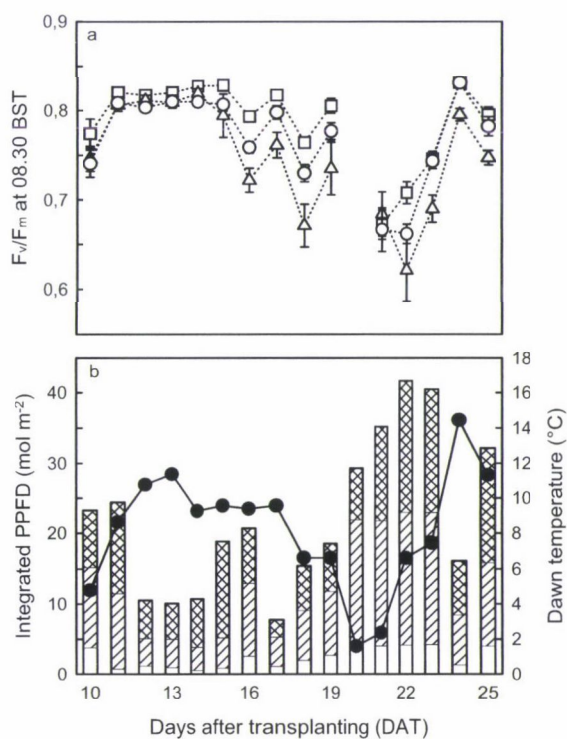 a
0,9
0,8
0,7
0,6
Fv/Fm at 08.30 BST
b
40
30
20
10
0
Integrated PPFD (mol m⁻²)
18
16
14
12
10
8
6
4
2
0
Dawn temperature (°C)
10 13 16 19 22 25
Days after transplanting (DAT)